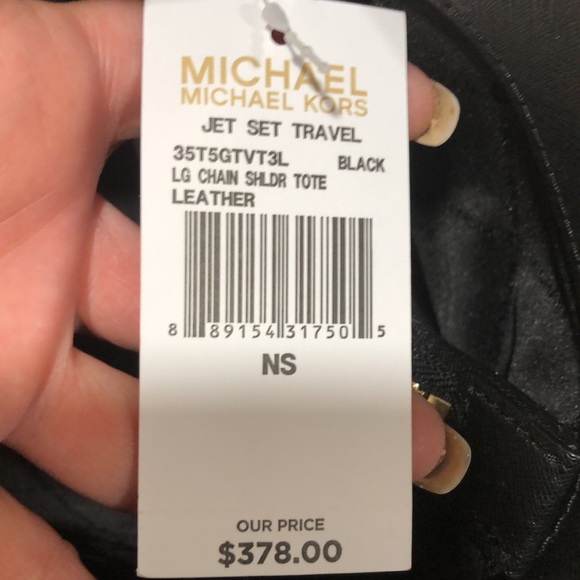 MICHAEL
MICHAEL KORS
JET SET TRAVEL
35T5GTVT3L BLACK
LG CHAIN SHLDR TOTE
LEATHER
8 89154 31750 5
NS
OUR PRICE
$378.00